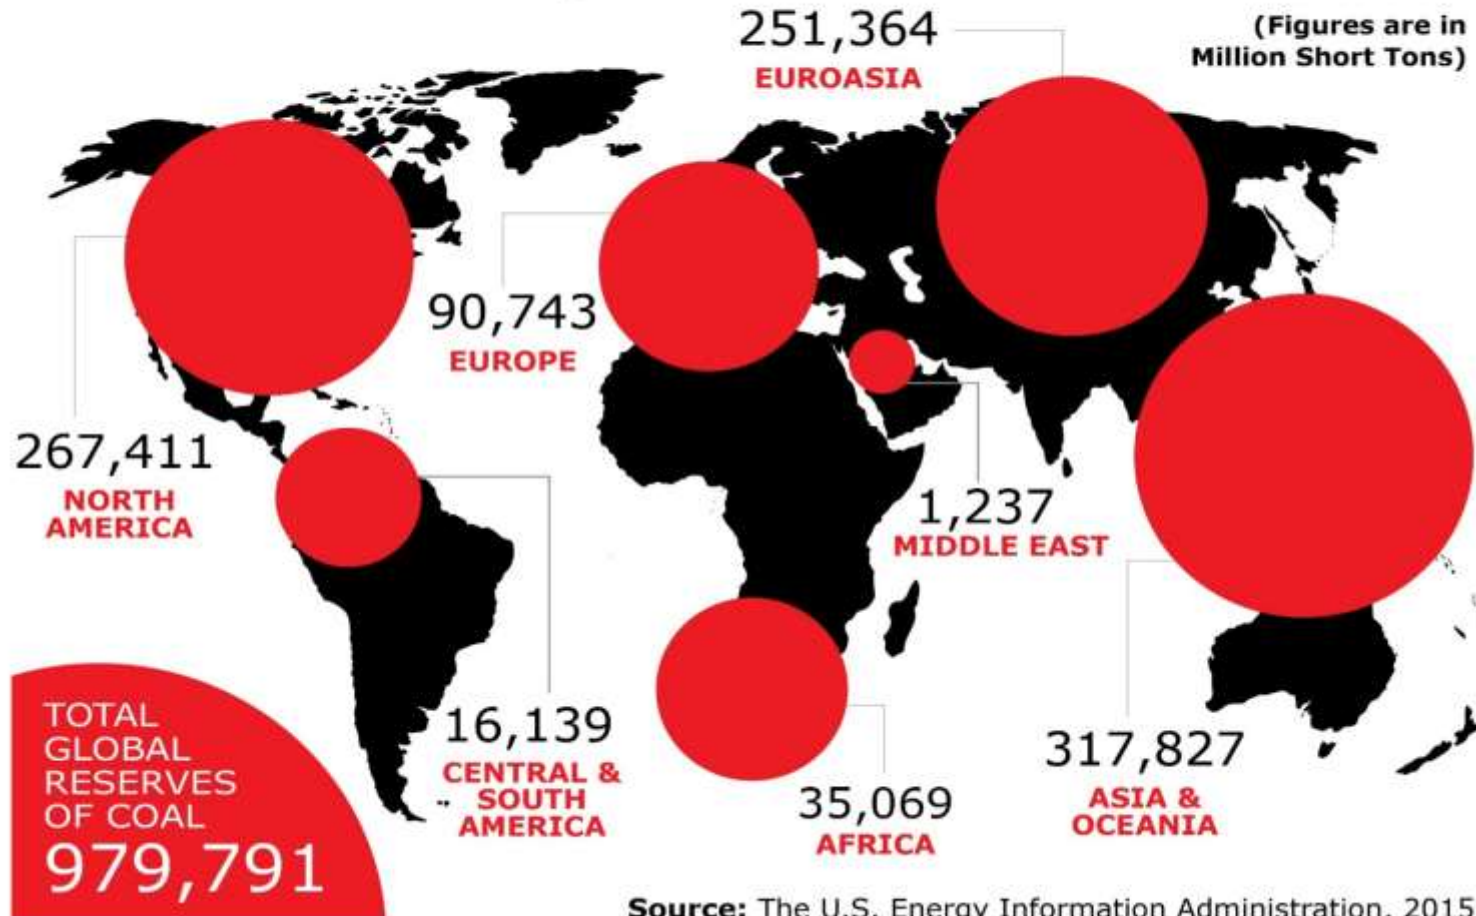 251,364
EUROASIA
(Figures are in
Million Short Tons)
90,743
EUROPE
267,411
NORTH
AMERICA
1,237
MIDDLE EAST
16,139
CENTRAL &
SOUTH
AMERICA
35,069
AFRICA
317,827
ASIA &
OCEANIA
TOTAL
GLOBAL
RESERVES
OF COAL
979,791
Source: The U.S. Energy Information Administration, 2015